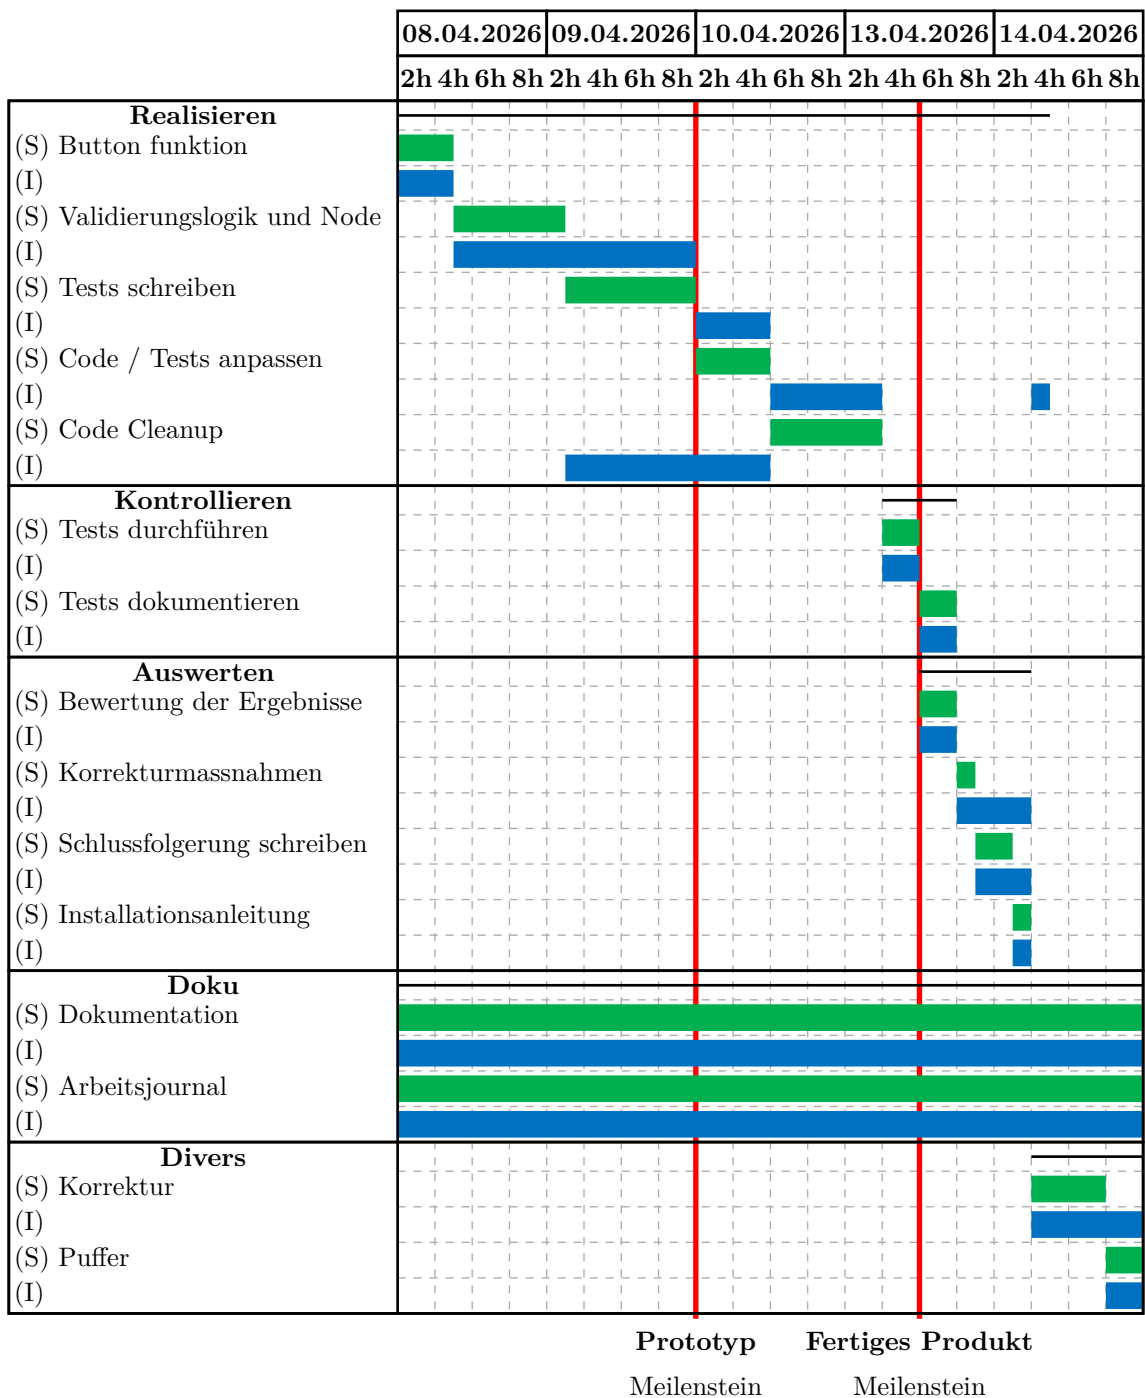 08.04.2026 09.04.2026 10.04.2026 13.04.2026 14.04.2026
2h 4h 6h 8h 2h 4h 6h 8h 2h 4h 6h 8h 2h 4h 6h 8h 2h 4h 6h 8h
Realisieren
(S) Button funktion
(I)
(S) Validierungslogik und Node
(I)
(S) Tests schreiben
(I)
(S) Code / Tests anpassen
(I)
(S) Code Cleanup
(I)
Kontrollieren
(S) Tests durchführen
(I)
(S) Tests dokumentieren
(I)
Auswerten
(S) Bewertung der Ergebnisse
(I)
(S) Korrekturmassnahmen
(I)
(S) Schlussfolgerung schreiben
(I)
(S) Installationsanleitung
(I)
Doku
(S) Dokumentation
(I)
(S) Arbeitsjournal
(I)
Divers
(S) Korrektur
(I)
(S) Puffer
(I)
Prototyp Fertiges Produkt
Meilenstein Meilenstein